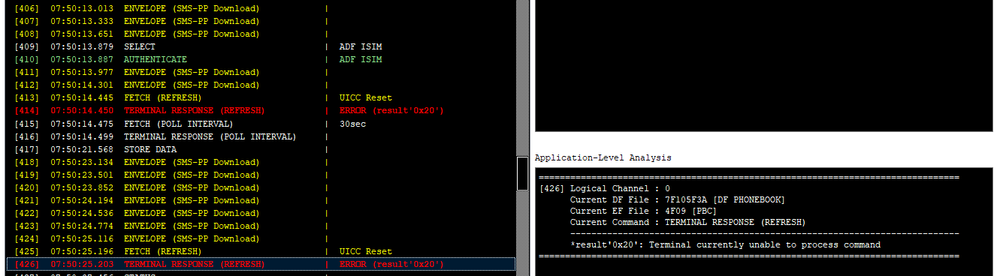 [406] 07:50:13.013 ENVELOPE (SMS-PP Download) |
[407] 07:50:13.333 ENVELOPE (SMS-PP Download) |
[408] 07:50:13.651 ENVELOPE (SMS-PP Download) |
[409] 07:50:13.879 SELECT | ADF ISIM
[410] 07:50:13.887 AUTHENTICATE | ADF ISIM
[411] 07:50:13.977 ENVELOPE (SMS-PP Download) |
[412] 07:50:14.301 ENVELOPE (SMS-PP Download) |
[413] 07:50:14.445 FETCH (REFRESH) | UICC Reset
[414] 07:50:14.450 TERMINAL RESPONSE (REFRESH) | ERROR (result'0x20')
[415] 07:50:14.475 FETCH (POLL INTERVAL) | 30sec
[416] 07:50:14.499 TERMINAL RESPONSE (POLL INTERVAL) |
[417] 07:50:21.568 STORE DATA |
[418] 07:50:23.134 ENVELOPE (SMS-PP Download) |
[419] 07:50:23.501 ENVELOPE (SMS-PP Download) |
[420] 07:50:23.852 ENVELOPE (SMS-PP Download) |
[421] 07:50:24.194 ENVELOPE (SMS-PP Download) |
[422] 07:50:24.536 ENVELOPE (SMS-PP Download) |
[423] 07:50:24.774 ENVELOPE (SMS-PP Download) |
[424] 07:50:25.116 ENVELOPE (SMS-PP Download) |
[425] 07:50:25.196 FETCH (REFRESH) | UICC Reset
[426] 07:50:25.203 TERMINAL RESPONSE (REFRESH) | ERROR (result'0x20')
Application-Level Analysis
[426] Logical Channel : 0
Current DF File : 7F105F3A [DF PHONEBOOK]
Current EF File : 4F09 [PBC]
Current Command : TERMINAL RESPONSE (REFRESH)
*result'0x20': Terminal currently unable to process command